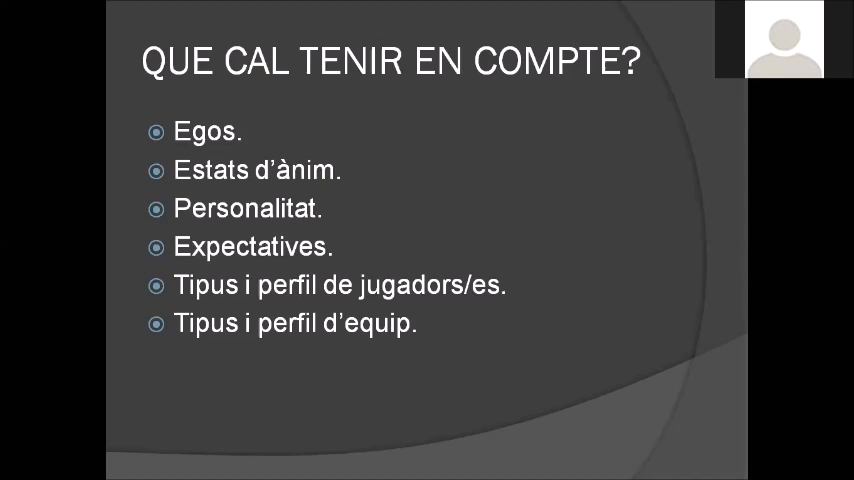 QUE CAL TENIR EN COMPTE?
Egos.
Estats d'ànim.
Personalitat.
Expectatives.
Tipus i perfil de jugadors/es.
Tipus i perfil d'equip.